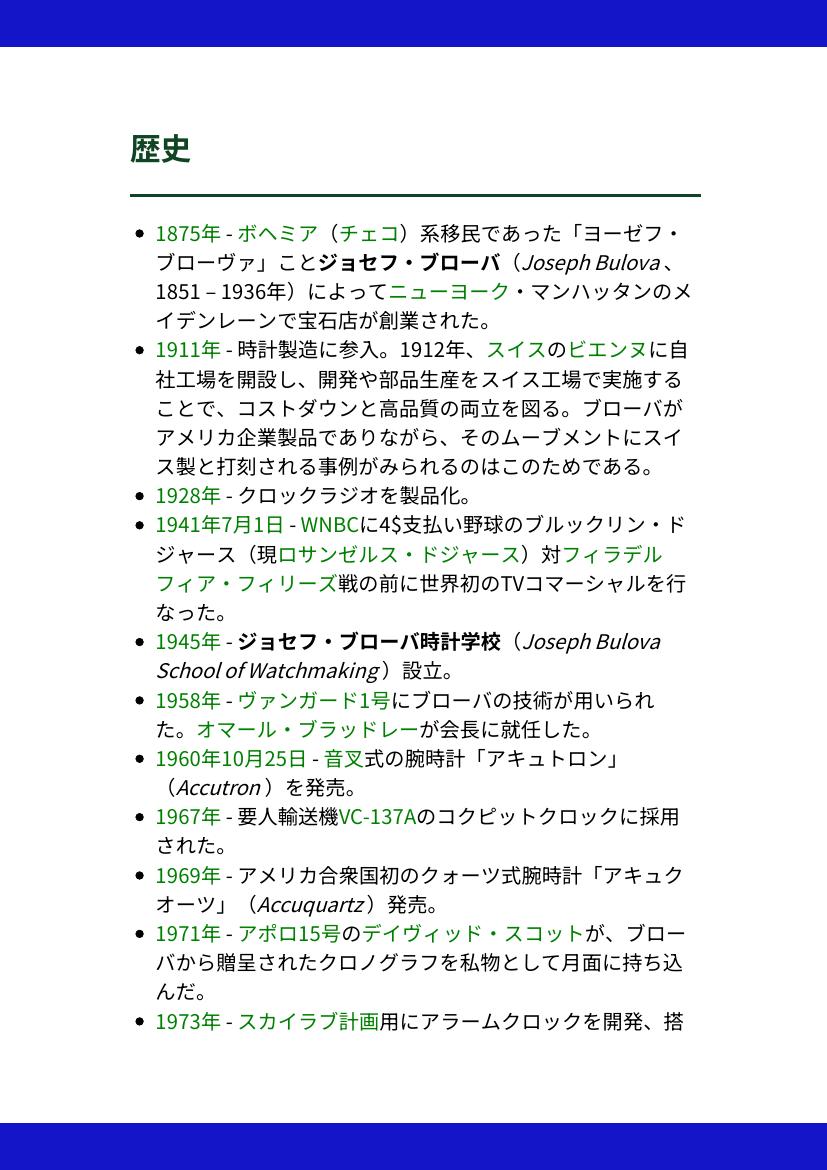 歴史
1875年 - ボヘミア（チェコ）系移民であった「ヨーゼフ・
ブローヴァ」ことジョセフ・ブローバ（Joseph Bulova 、
1851 – 1936年）によってニューヨーク・マンハッタンのメ
イデンレーンで宝石店が創業された。
1911年 - 時計製造に参入。1912年、スイスのビエンヌに自
社工場を開設し、開発や部品生産をスイス工場で実施する
ことで、コストダウンと高品質の両立を図る。ブローバが
アメリカ企業製品でありながら、そのムーブメントにスイ
ス製と打刻される事例がみられるのはこのためである。
1928年 - クロックラジオを製品化。
1941年7月1日 - WNBCに4$支払い野球のブルックリン・ド
ジャース（現ロサンゼルス・ドジャース）対フィラデル
フィア・フィリーズ戦の前に世界初のTVコマーシャルを行
なった。
1945年 - ジョセフ・ブローバ時計学校（Joseph Bulova
School of Watchmaking ）設立。
1958年 - ヴァンガード1号にブローバの技術が用いられ
た。オマール・ブラッドレーが会長に就任した。
1960年10月25日 - 音叉式の腕時計「アキュトロン」
（Accutron ）を発売。
1967年 - 要人輸送機VC-137Aのコクピットクロックに採用
された。
1969年 - アメリカ合衆国初のクォーツ式腕時計「アキュク
オーツ」（Accuquartz ）発売。
1971年 - アポロ15号のデイヴィッド・スコットが、ブロー
バから贈呈されたクロノグラフを私物として月面に持ち込
んだ。
1973年 - スカイラブ計画用にアラームクロックを開発、搭